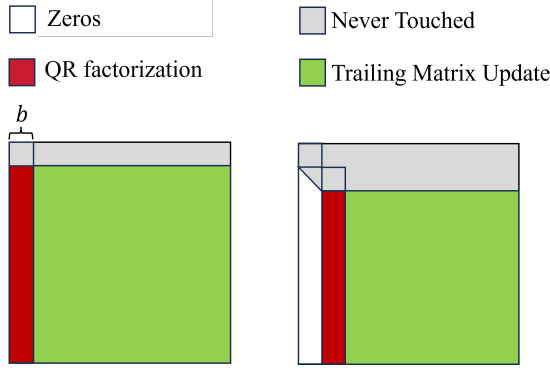 Zeros
Never Touched
QR factorization
Trailing Matrix Update
b